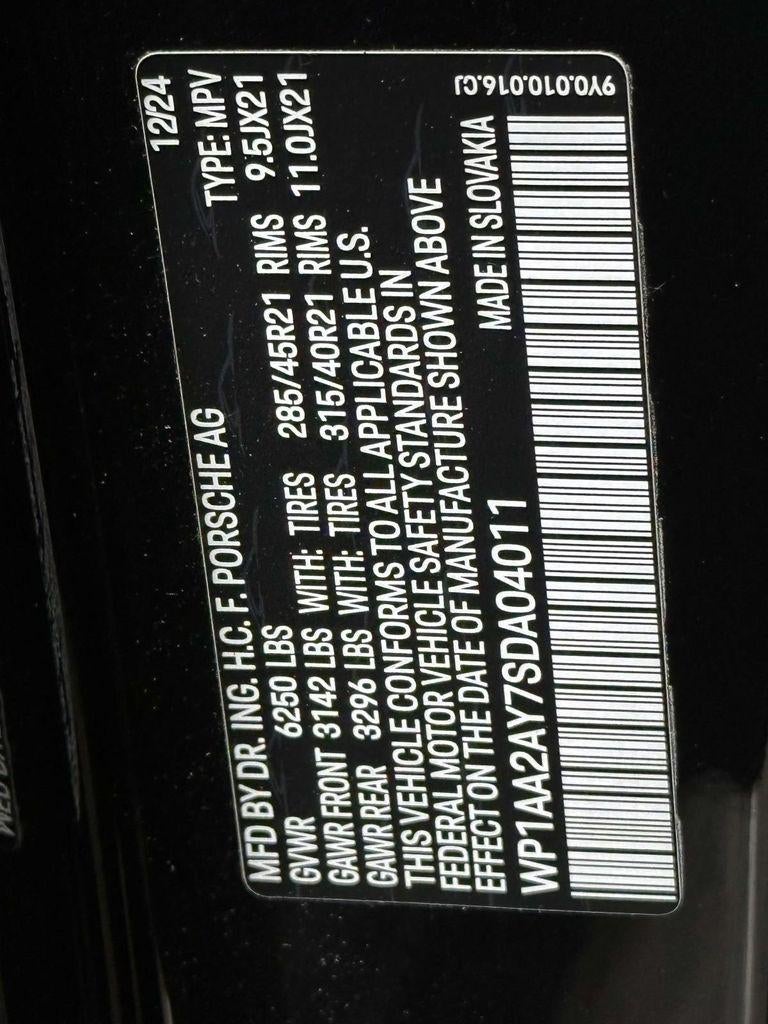 MFD BY DR. ING. H.C. F. PORSCHE AG 12/24
GVWR 6250 LBS TYPE: MPV
GAWR FRONT 3142 LBS WITH: TIRES 285/45R21 RIMS 9.5JX21
GAWR REAR 3296 LBS WITH: TIRES 315/40R21 RIMS 11.0JX21
THIS VEHICLE CONFORMS TO ALL APPLICABLE U.S.
FEDERAL MOTOR VEHICLE SAFETY STANDARDS IN
EFFECT ON THE DATE OF MANUFACTURE SHOWN ABOVE
WP1AA2AY7SDA04011 MADE IN SLOVAKIA
9Y0.010.016.CJ